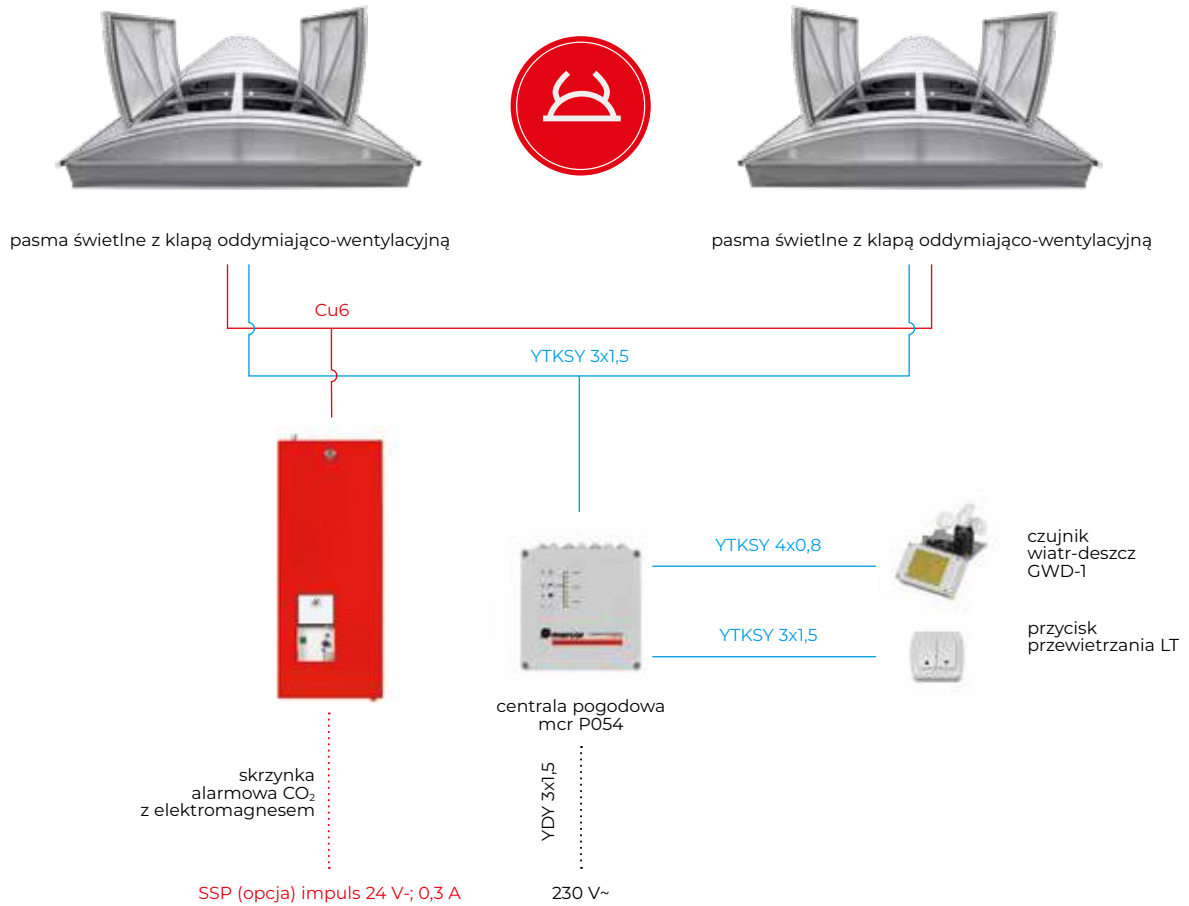 pasma świetlne z klapą oddymiająco-wentylacyjną
pasma świetlne z klapą oddymiająco-wentylacyjną
Cu6
YTKSY 3x1,5
YTKSY 4x0,8
czujnik
wiatr-deszcz
GWD-1
YTKSY 3x1,5
przycisk
przewietrzania LT
mercor
centrala pogodowa
mcr P054
skrzynka
alarmowa CO₂
z elektromagnesem
YDY 3x1,5
SSP (opcja) impuls 24 V-; 0,3 A
230 V~